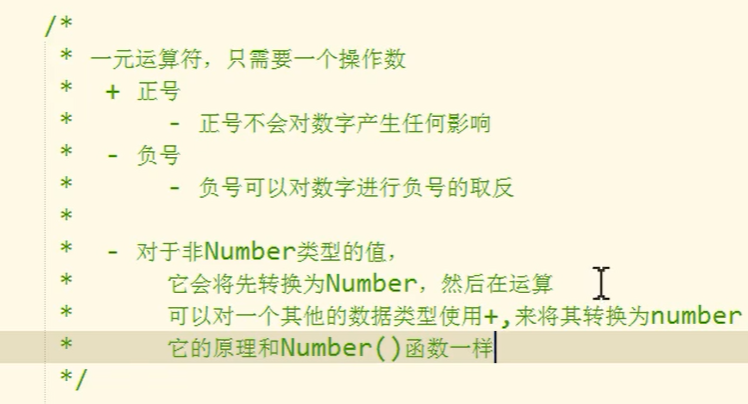 /*
* 一元运算符，只需要一个操作数
* + 正号
* - 正号不会对数字产生任何影响
* - 负号
* - 负号可以对数字进行负号的取反
*
* - 对于非Number类型的值，
* 它会将先转换为Number，然后在运算
* 可以对一个其他的数据类型使用+,来将其转换为number
* 它的原理和Number()函数一样
*/